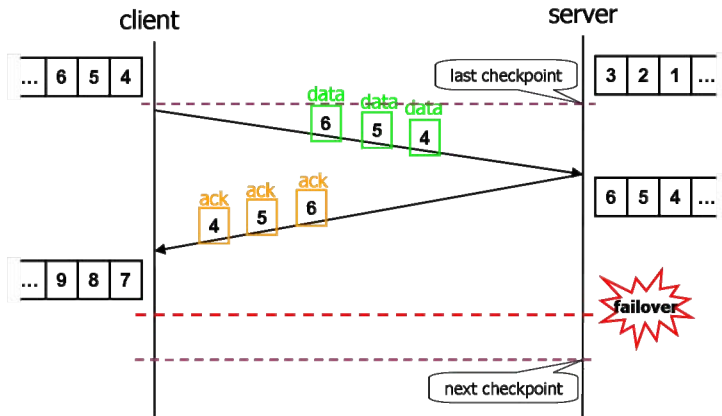 client
server
... 6 5 4
last checkpoint
3 2 1 ...
data data data
6 5 4
ack ack ack
4 5 6
6 5 4 ...
... 9 8 7
failover
next checkpoint